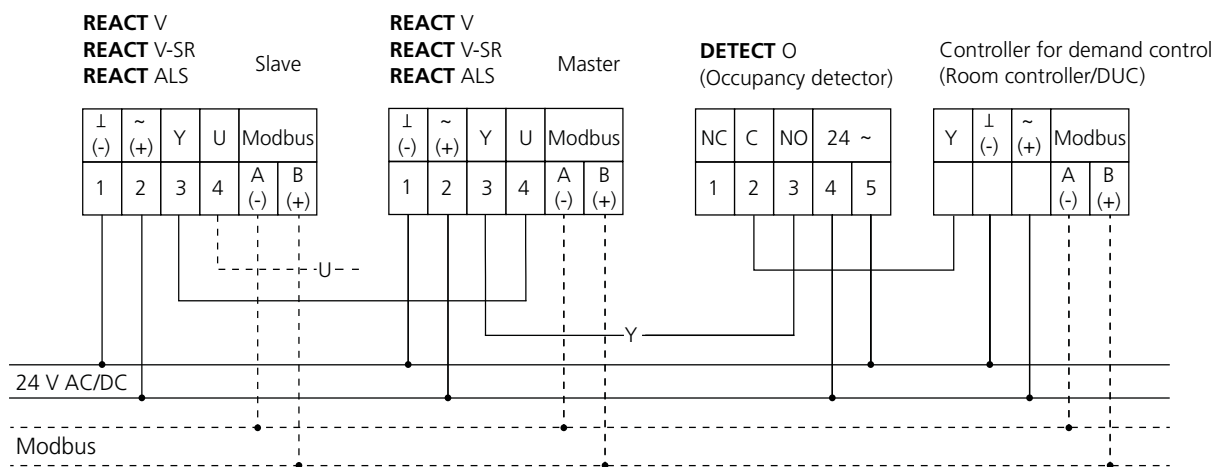 REACT V
REACT V-SR
REACT ALS
Slave
REACT V
REACT V-SR
REACT ALS
Master
DETECT O
(Occupancy detector)
Controller for demand control
(Room controller/DUC)
⊥ ~ Y U Modbus
(-) (+)
1 2 3 4 A B
(-) (+)
⊥ ~ Y U Modbus
(-) (+)
1 2 3 4 A B
(-) (+)
NC C NO 24 ~
1 2 3 4 5
Y ⊥ ~ Modbus
(-) (+)
A B
(-) (+)
U
Y
24 V AC/DC
Modbus